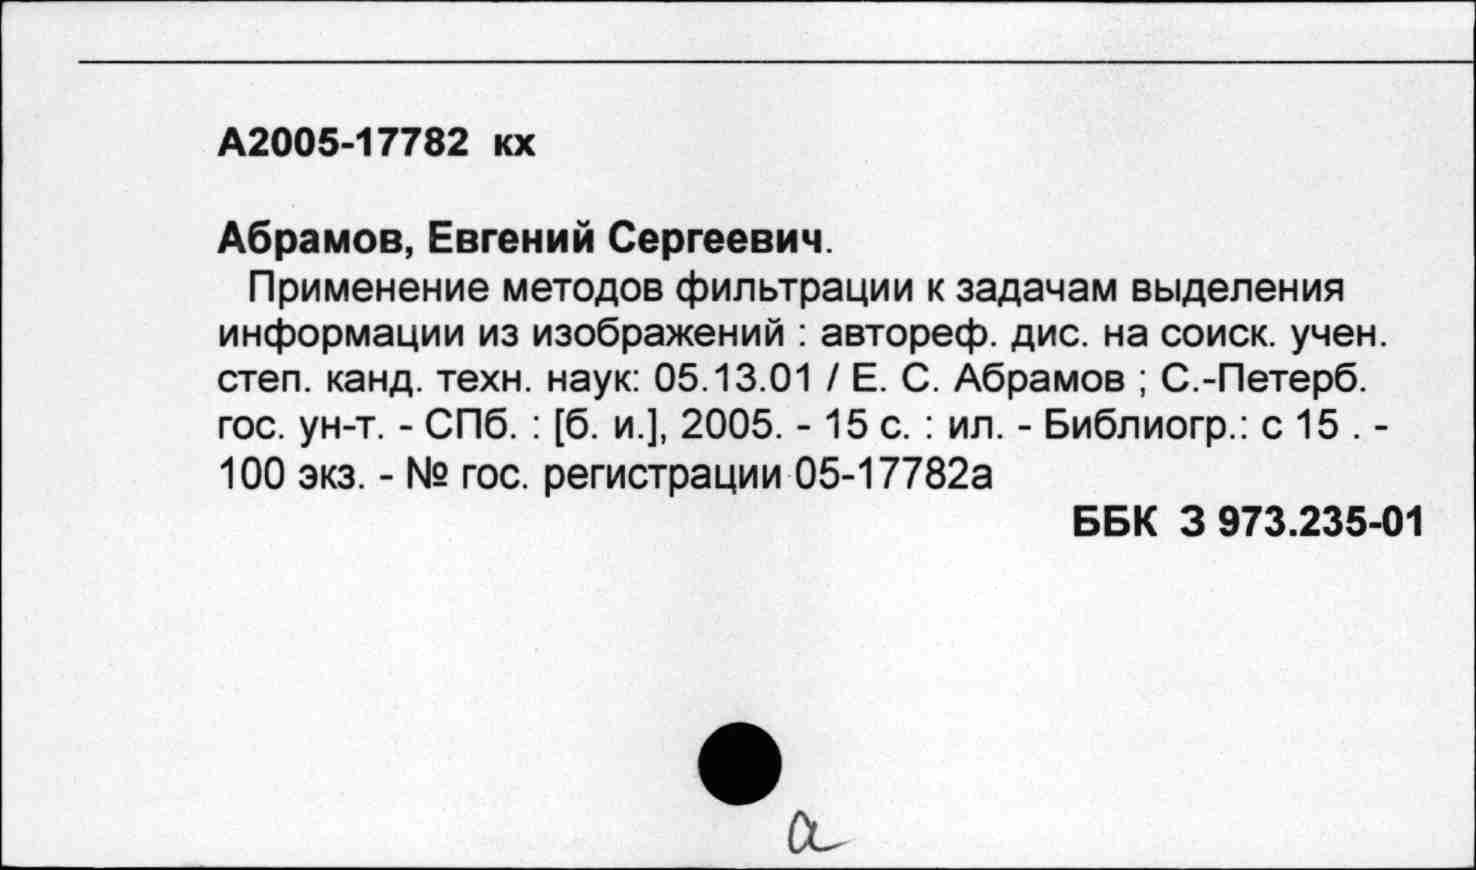 А2005-17782 кх
Абрамов, Евгений Сергеевич.
Применение методов фильтрации к задачам выделения
информации из изображений : автореф. дис. на соиск. учен.
степ. канд. техн. наук: 05.13.01 / Е. С. Абрамов ; С.-Петерб.
гос. ун-т. - СПб. : [б. и.], 2005. - 15 с. : ил. - Библиогр.: с 15 . -
100 экз. - № гос. регистрации 05-17782а
ББК З 973.235-01
а